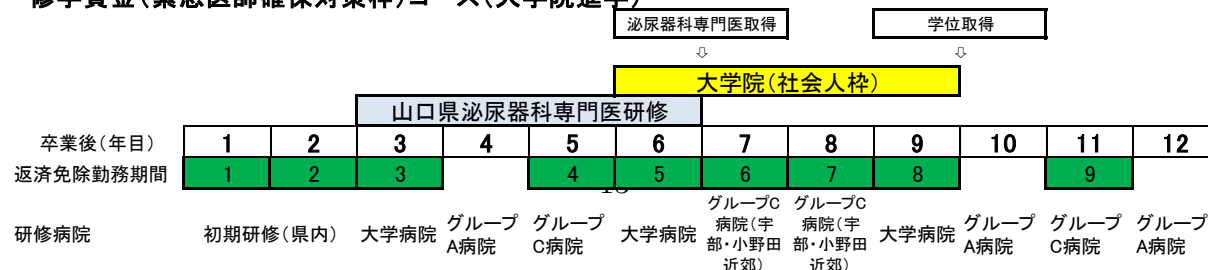 修学資金(緊急医師確保対策枠)コース(大学院進学)
泌尿器科専門医取得
学位取得
⇩
⇩
大学院(社会人枠)
山口県泌尿器科専門医研修
卒業後(年目) 1 2 3 4 5 6 7 8 9 10 11 12
返済免除勤務期間 1 2 3 4 5 6 7 8 9
研修病院
初期研修(県内)
大学病院
グループ
A病院
グループ
C病院
大学病院
グループC
病院(宇
部・小野田
近郊)
グループC
病院(宇
部・小野田
近郊)
大学病院
グループ
A病院
グループ
C病院
グループ
A病院